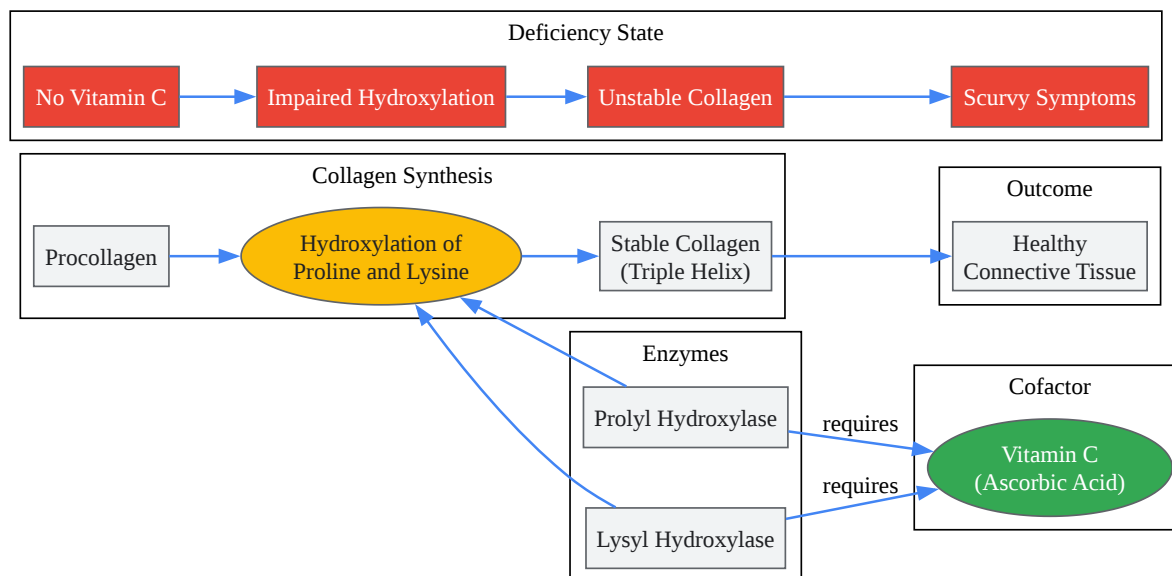 Deficiency State
No Vitamin C
Impaired Hydroxylation
Unstable Collagen
Scurvy Symptoms
Collagen Synthesis
Procollagen
Hydroxylation of
Proline and Lysine
Stable Collagen
(Triple Helix)
Outcome
Healthy
Connective Tissue
Enzymes
Prolyl Hydroxylase
Lysyl Hydroxylase
requires
requires
Cofactor
Vitamin C
(Ascorbic Acid)